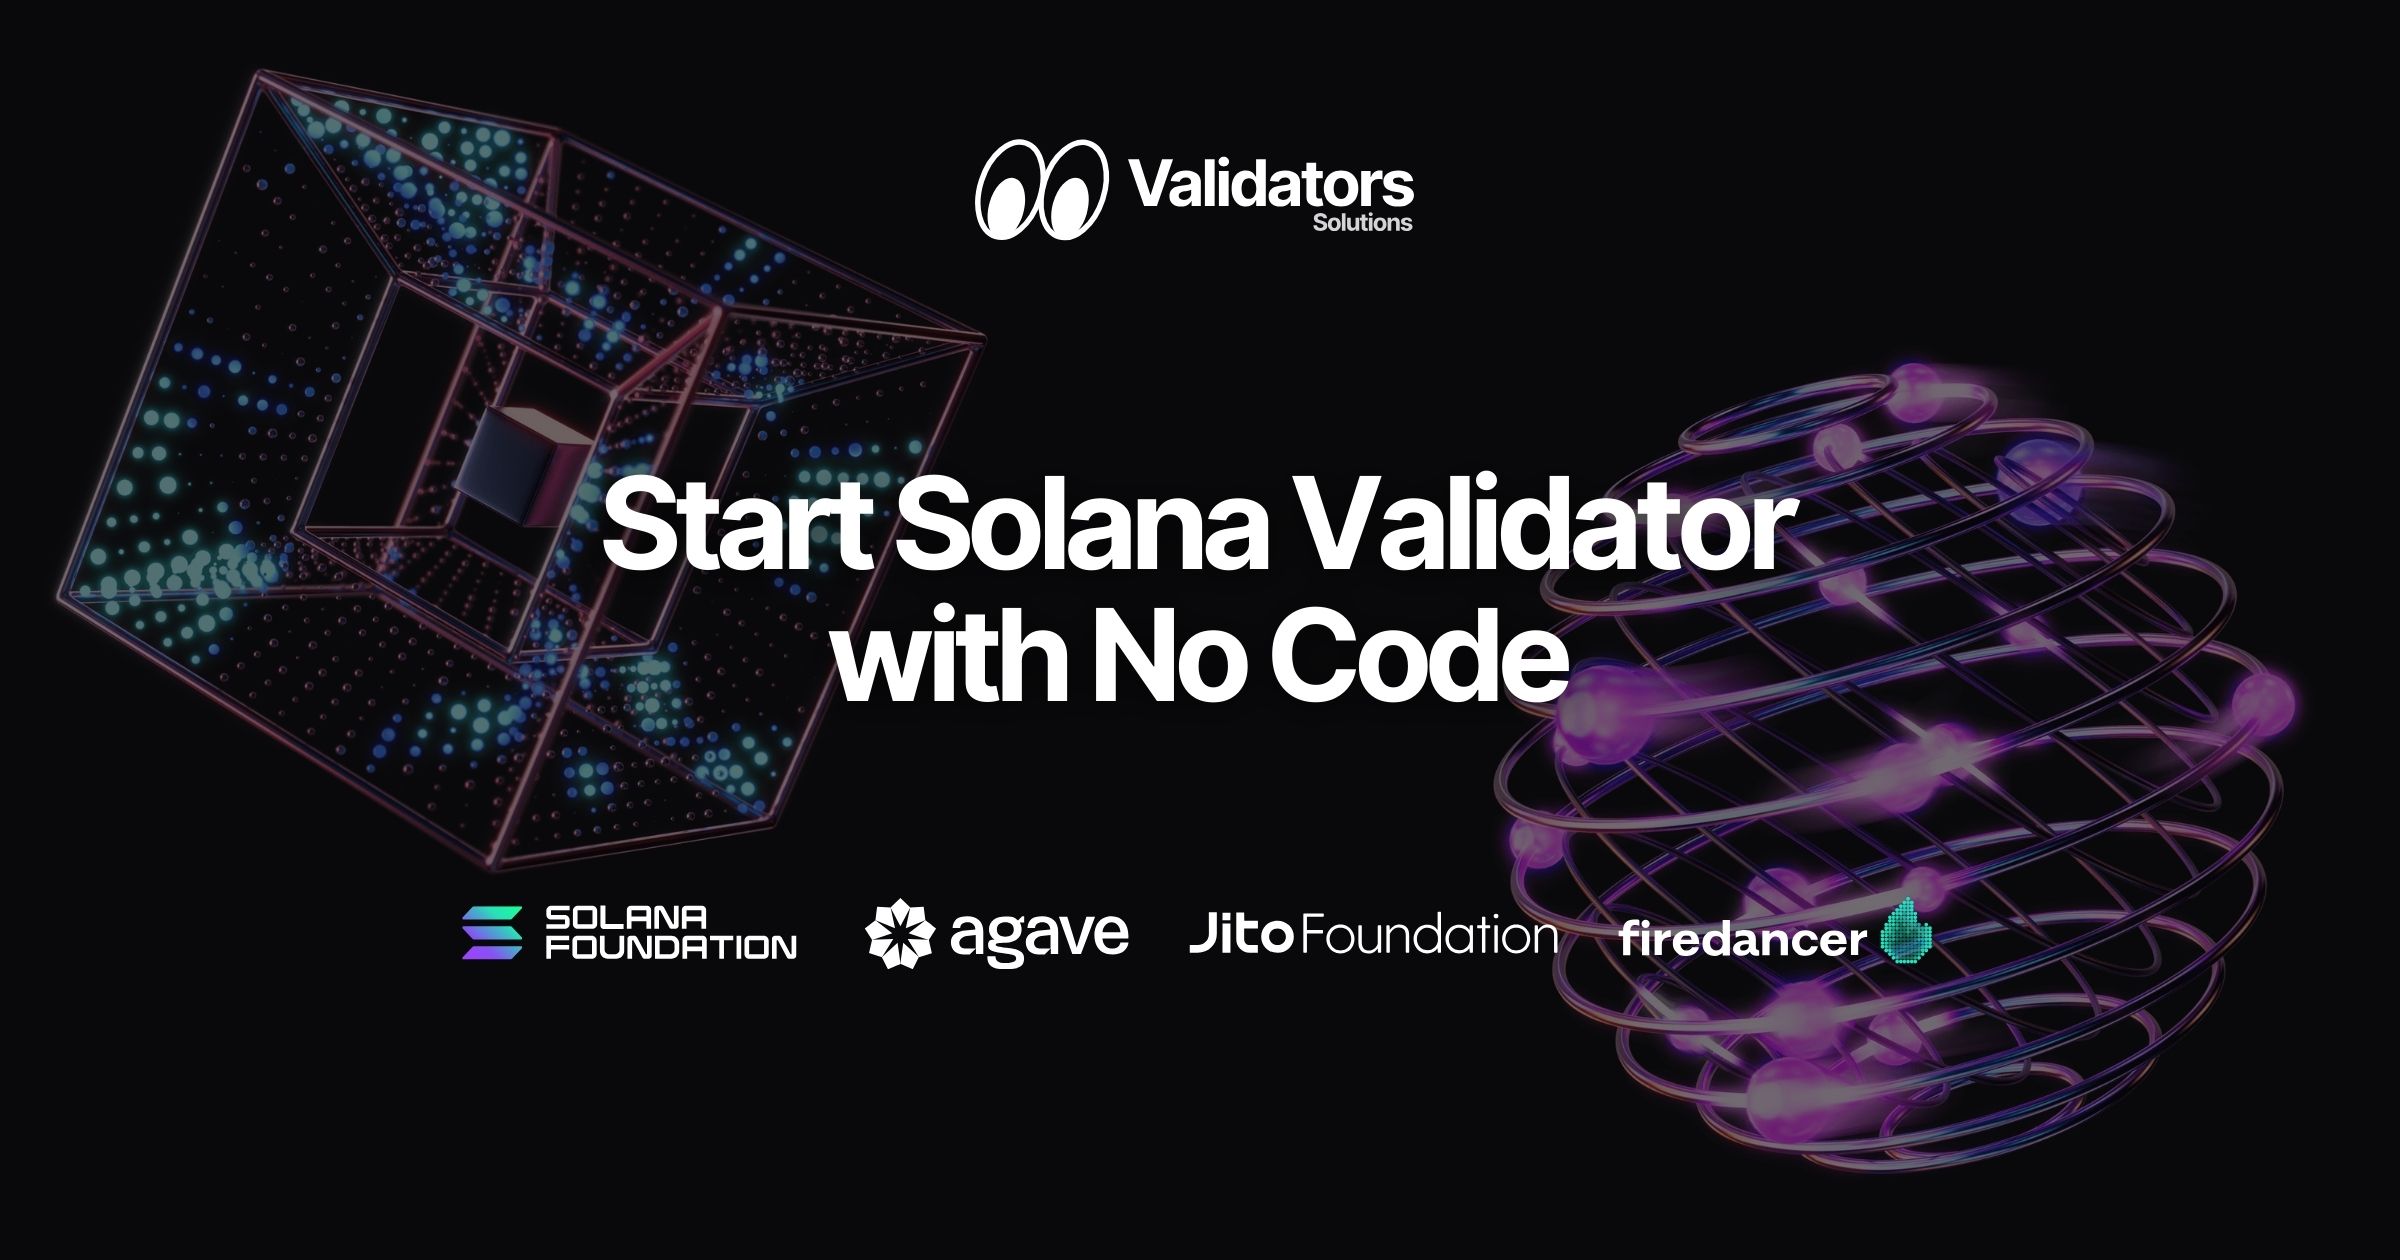 Validators
Solutions
Start Solana Validator
with No Code
SOLANA
FOUNDATION
agave
Jito Foundation
firedancer